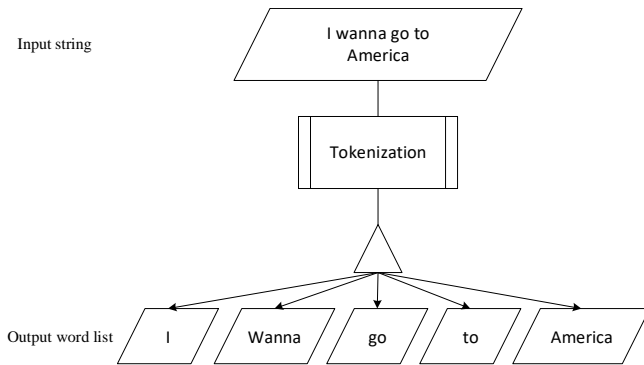 Input string
I wanna go to
America
Tokenization
Output word list
I
Wanna
go
to
America